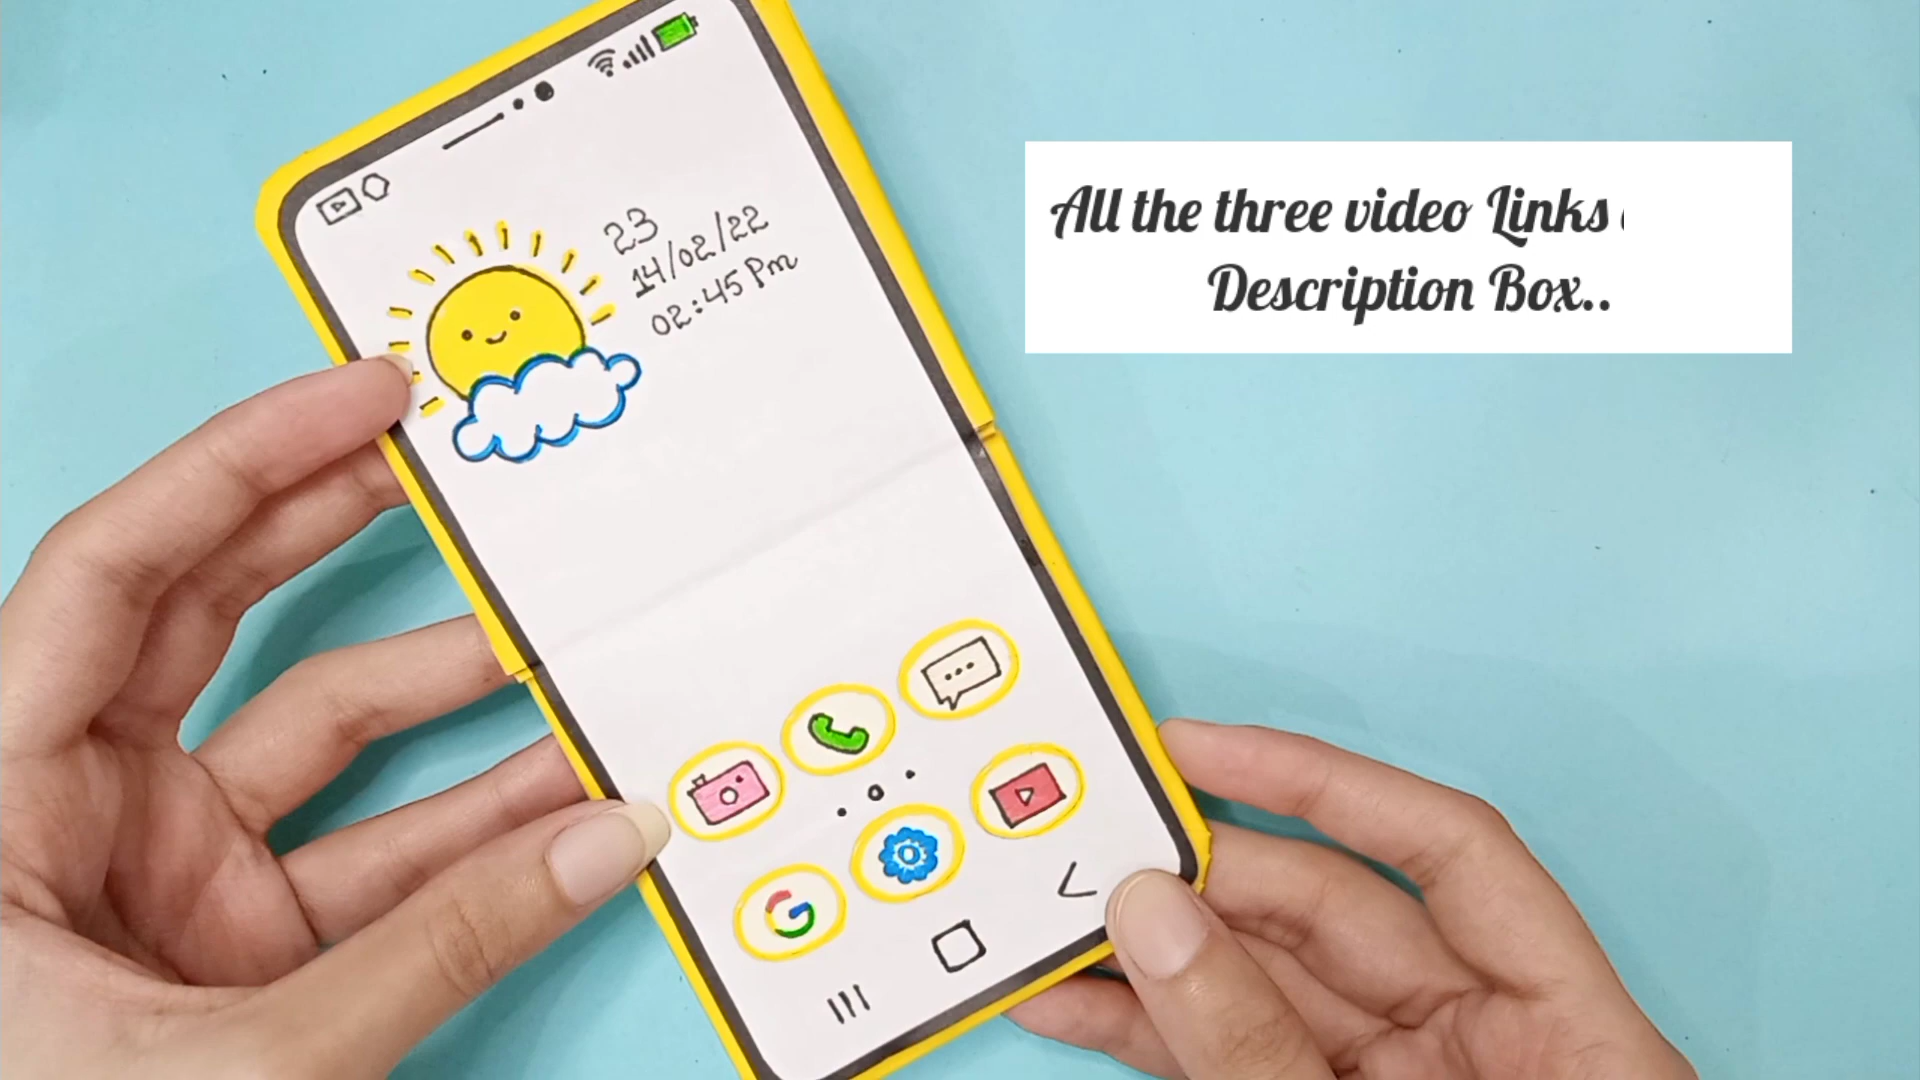 23
14/02/22
02:45 Pm
G
All the three video Links
Description Box..